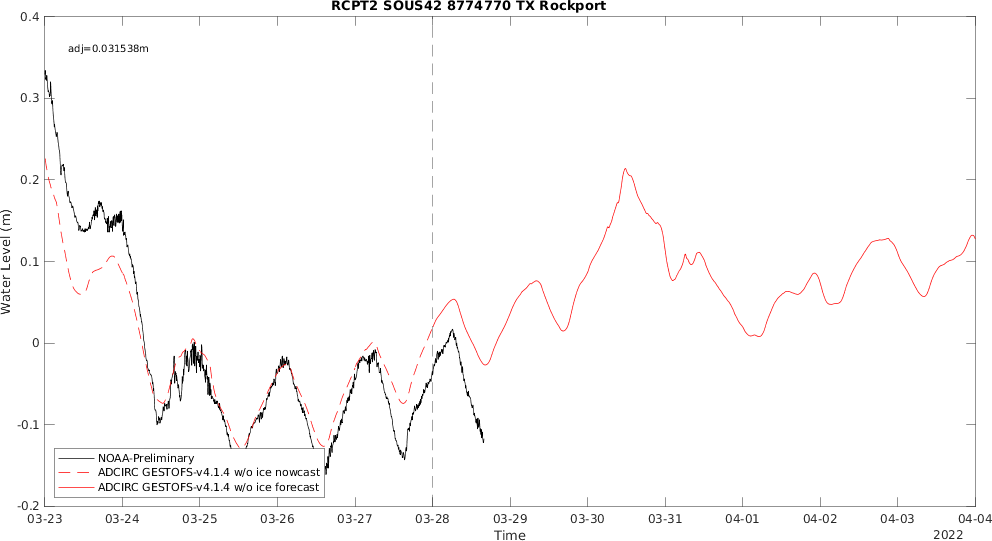 RCPT2 SOUS42 8774770 TX Rockport
adj=0.031538m
0.4
0.3
0.2
0.1
0
-0.1
-0.2
Water Level (m)
NOAA-Preliminary
ADCIRC GESTOFS-v4.1.4 w/o ice nowcast
ADCIRC GESTOFS-v4.1.4 w/o ice forecast
03-23 03-24 03-25 03-26 03-27 03-28 03-29 03-30 03-31 04-01 04-02 04-03 04-04
Time
2022